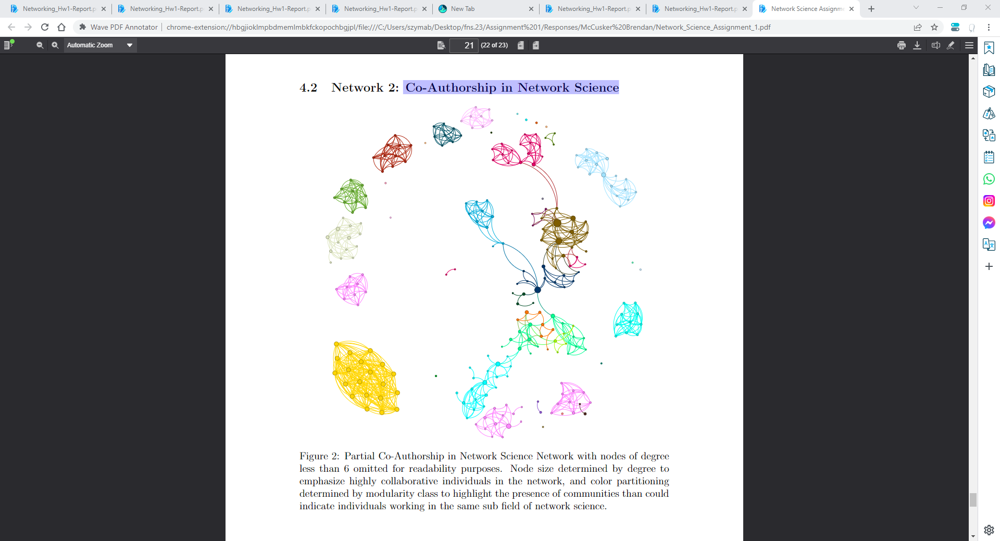 Networking_Hw1-Report.p
Networking_Hw1-Report.p
Networking_Hw1-Report.p
Networking_Hw1-Report.p
New Tab
Networking_Hw1-Report.p
Networking_Hw1-Report.p
Network Science Assignme
Wave PDF Annotator
chrome-extension://hbgjioklmpbdmemlmbkfckopochbgjpl/file:///C:/Users/szymab/Desktop/fns.23/Assignment%201/Responses/McCusker%20Brendan/Network_Science_Assignment_1.pdf
Automatic Zoom
21
(22 of 23)
4.2 Network 2: Co-Authorship in Network Science
Figure 2: Partial Co-Authorship in Network Science Network with nodes of degree
less than 6 omitted for readability purposes. Node size determined by degree to
emphasize highly collaborative individuals in the network, and color partitioning
determined by modularity class to highlight the presence of communities than could
indicate individuals working in the same sub field of network science.